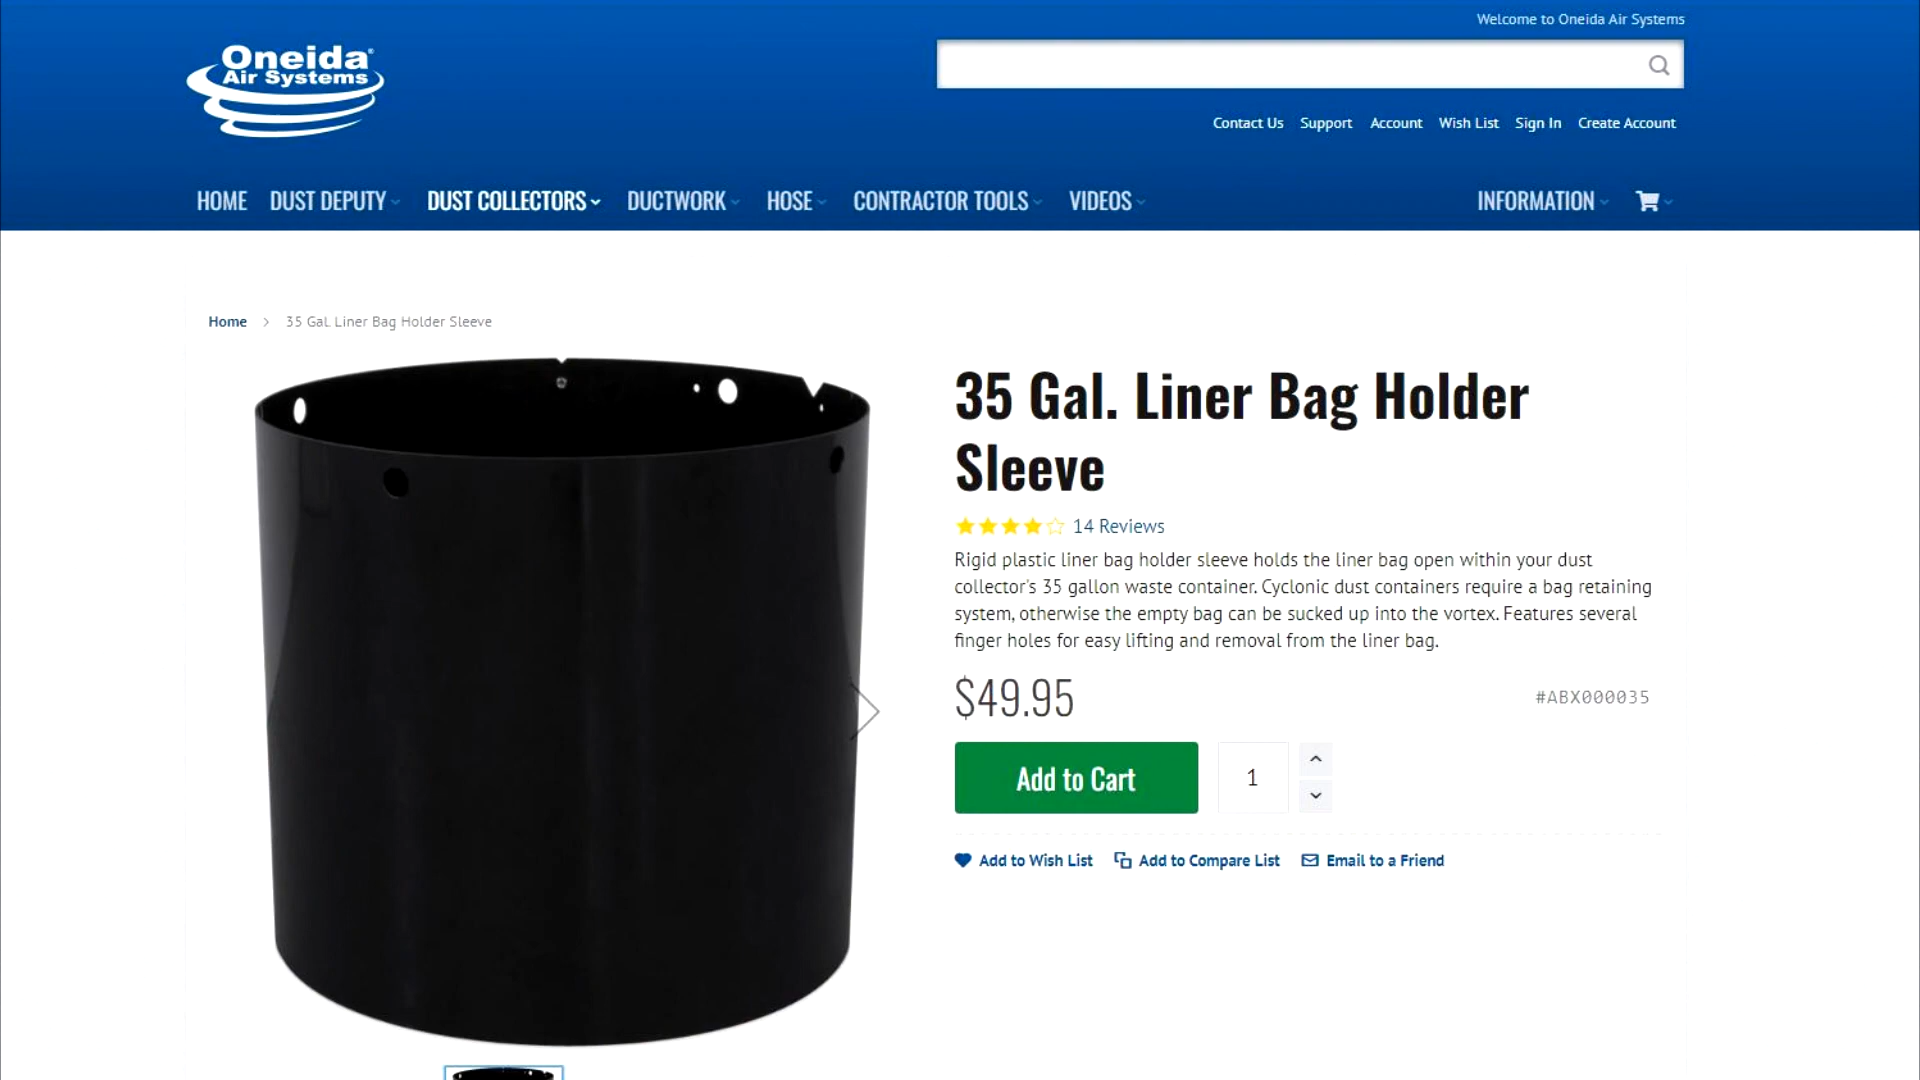 Welcome to Oneida Air Systems
Oneida®
Air Systems
Contact Us Support Account Wish List Sign In Create Account
HOME DUST DEPUTY DUST COLLECTORS DUCTWORK HOSE CONTRACTOR TOOLS VIDEOS INFORMATION
Home > 35 Gal. Liner Bag Holder Sleeve
35 Gal. Liner Bag Holder
Sleeve
14 Reviews
Rigid plastic liner bag holder sleeve holds the liner bag open within your dust
collector's 35 gallon waste container. Cyclonic dust containers require a bag retaining
system, otherwise the empty bag can be sucked up into the vortex. Features several
finger holes for easy lifting and removal from the liner bag.
$49.95 #ABX000035
Add to Cart 1
Add to Wish List Add to Compare List Email to a Friend